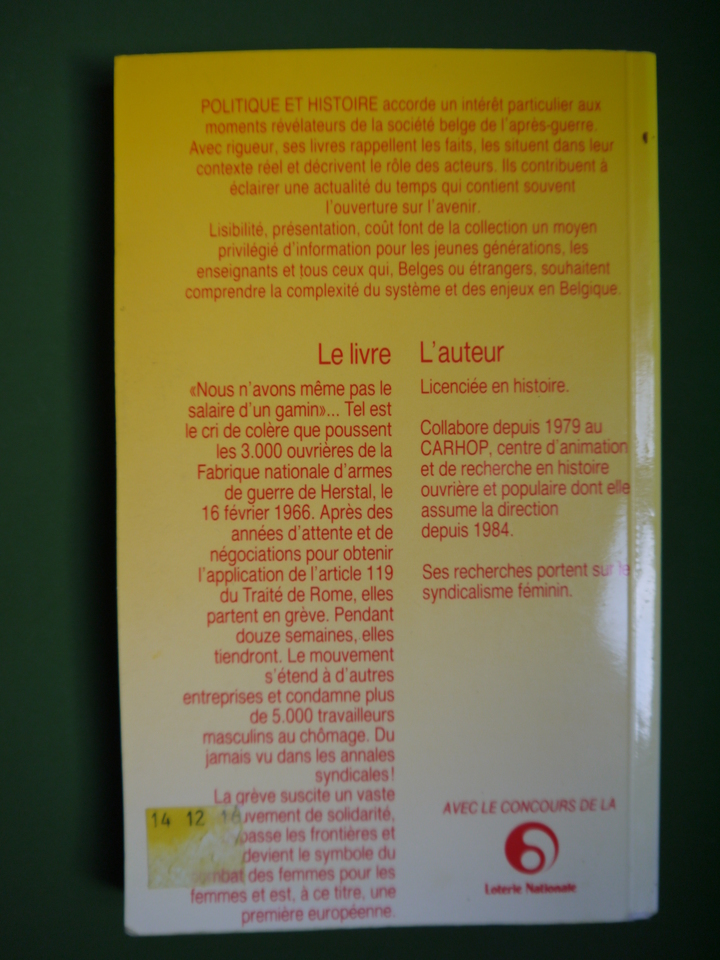 POLITIQUE ET HISTOIRE accorde un intérêt particulier aux
moments révélateurs de la société belge de l'après-guerre.
Avec rigueur, ses livres rappellent les faits, les situent dans leur
contexte réel et décrivent le rôle des acteurs. Ils contribuent à
éclairer une actualité du temps qui contient souvent
l'ouverture sur l'avenir.
Lisibilité, présentation, coût font de la collection un moyen
privilégié d'information pour les jeunes générations, les
enseignants et tous ceux qui, Belges ou étrangers, souhaitent
comprendre la complexité du système et des enjeux en Belgique.
Le livre
«Nous n'avons même pas le
salaire d'un gamin»... Tel est
le cri de colère que poussent
les 3.000 ouvrières de la
Fabrique nationale d'armes
de guerre de Herstal, le
16 février 1966. Après des
années d'attente et de
négociations pour obtenir
l'application de l'article 119
du Traité de Rome, elles
partent en grève. Pendant
douze semaines, elles
tiendront. Le mouvement
s'étend à d'autres
entreprises et condamne plus
de 5.000 travailleurs
masculins au chômage. Du
jamais vu dans les annales
syndicales!
La grève suscite un vaste
de solidarité,
les frontières et
devient le symbole du
combat des femmes pour les
femmes et est, à ce titre, une
première européenne.
14 12
L'auteur
Licenciée en histoire.
Collabore depuis 1979 au
CARHOP, centre d'animation
et de recherche en histoire
ouvrière et populaire dont elle
assume la direction
depuis 1984.
Ses recherches portent sur le
syndicalisme féminin.
AVEC LE CONCOURS DE LA
Loterie Nationale